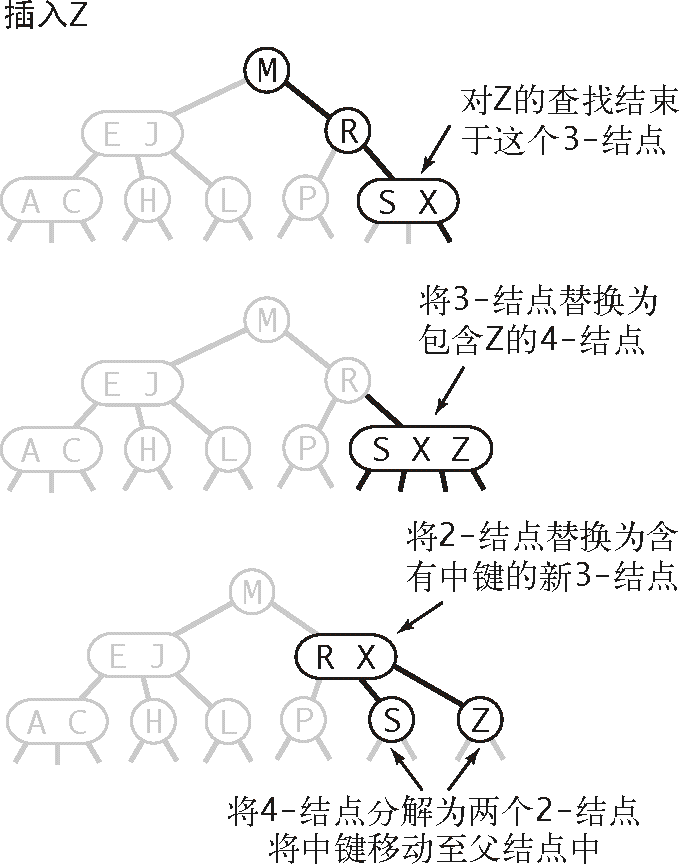 插入Z
M
对Z的查找结束
于这个3-结点
E J
R
A C H L P S X
将3-结点替换为
包含Z的4-结点
M
E J
R
A C H L P S X Z
将2-结点替换为含
有中键的新3-结点
M
E J
R X
A C H L P S Z
将4-结点分解为两个2-结点
将中键移动至父结点中